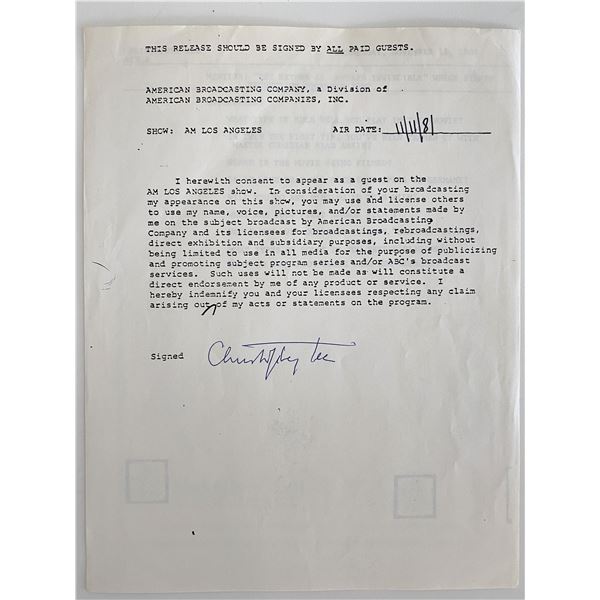 THIS RELEASE SHOULD BE SIGNED BY ALL PAID GUESTS.
AMERICAN BROADCASTING COMPANY, a Division of
AMERICAN BROADCASTING COMPANIES, INC.
SHOW: AM LOS ANGELES AIR DATE: 11/11/81
I herewith consent to appear as a guest on the
AM LOS ANGELES show. In consideration of your broadcasting
my appearance on this show, you may use and license others
to use my name, voice, pictures, and/or statements made by
me on the subject broadcast by American Broadcasting
Company and its licensees for broadcastings, rebroadcastings,
direct exhibition and subsidiary purposes, including without
being limited to use in all media for the purpose of publicizing
and promoting subject program series and/or ABC's broadcast
services. Such uses will not be made as will constitute a
direct endorsement by me of any product or service. I
hereby indemnify you and your licensees respecting any claim
arising out of my acts or statements on the program.
Signed Christopher Lee